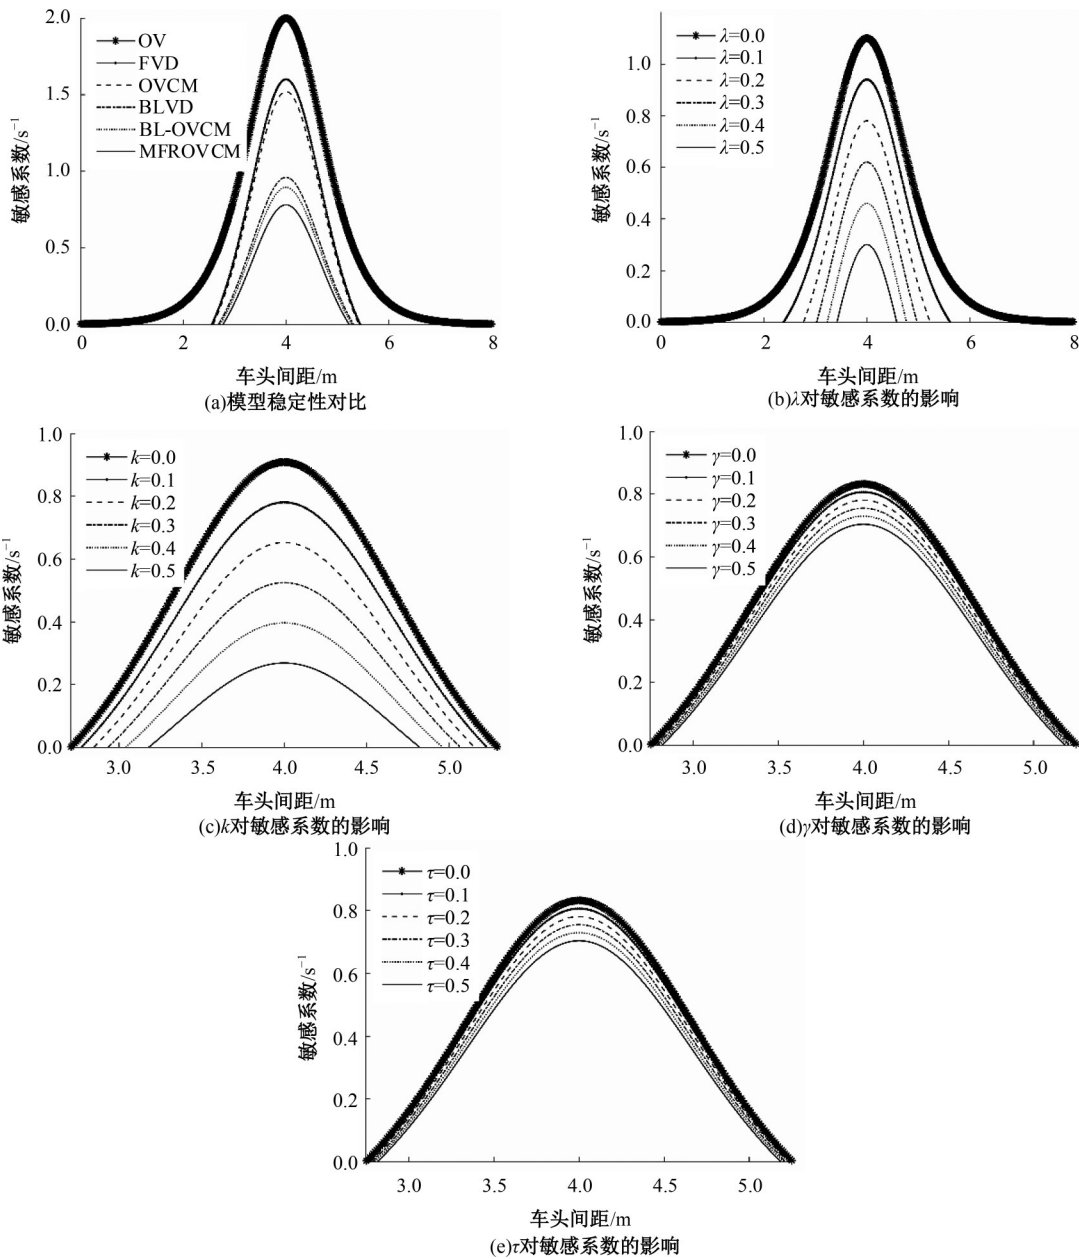 2.0
1.5
1.0
0.5
0.0
敏感系数/s⁻¹
OV
FVD
OVCM
BLVD
BL-OVCM
MFROVCM
0 2 4 6 8
车头间距/m
(a)模型稳定性对比
1.0
0.8
0.6
0.4
0.2
0.0
敏感系数/s⁻¹
λ=0.0
λ=0.1
λ=0.2
λ=0.3
λ=0.4
λ=0.5
0 2 4 6 8
车头间距/m
(b)λ对敏感系数的影响
1.0
0.8
0.6
0.4
0.2
0.0
敏感系数/s⁻¹
k=0.0
k=0.1
k=0.2
k=0.3
k=0.4
k=0.5
3.0 3.5 4.0 4.5 5.0
车头间距/m
(c)k对敏感系数的影响
1.0
0.8
0.6
0.4
0.2
0.0
敏感系数/s⁻¹
γ=0.0
γ=0.1
γ=0.2
γ=0.3
γ=0.4
γ=0.5
3.0 3.5 4.0 4.5 5.0
车头间距/m
(d)γ对敏感系数的影响
1.0
0.8
0.6
0.4
0.2
0.0
敏感系数/s⁻¹
τ=0.0
τ=0.1
τ=0.2
τ=0.3
τ=0.4
τ=0.5
3.0 3.5 4.0 4.5 5.0
车头间距/m
(e)τ对敏感系数的影响